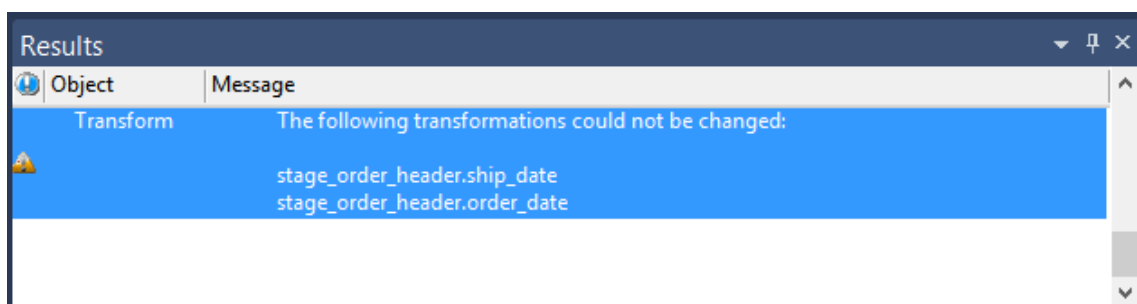 Results
Object Message
Transform The following transformations could not be changed:
stage_order_header.ship_date
stage_order_header.order_date